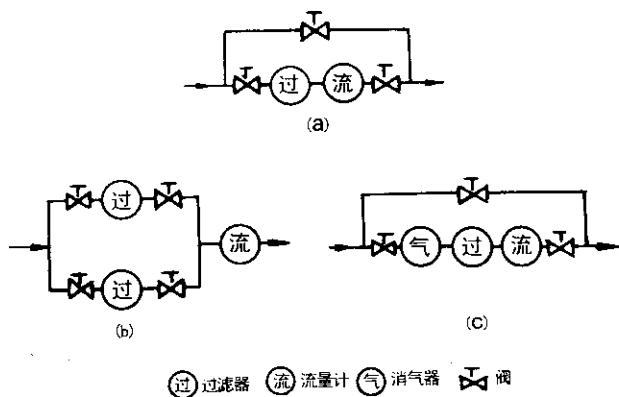 过 流
(a)
过
流
过
(b)
气 过 流
(C)
过 过滤器 流 流量计 气 消气器 阀